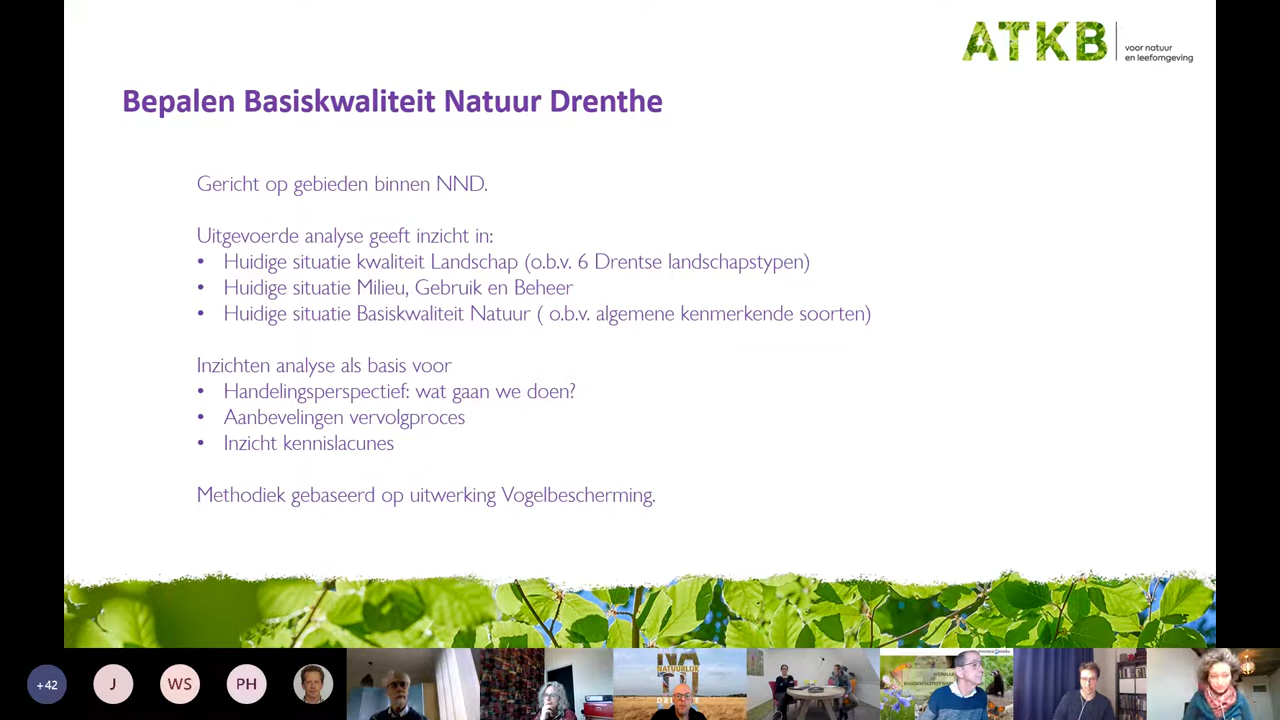 ATKB
voor natuur
en leefomgeving
Bepalen Basiskwaliteit Natuur Drenthe
Gericht op gebieden binnen NND.
Uitgevoerde analyse geeft inzicht in:
• Huidige situatie kwaliteit Landschap (o.b.v. 6 Drentse landschapstypen)
• Huidige situatie Milieu, Gebruik en Beheer
• Huidige situatie Basiskwaliteit Natuur ( o.b.v. algemene kenmerkende soorten)
Inzichten analyse als basis voor
• Handelingsperspectief: wat gaan we doen?
• Aanbevelingen vervolgproces
• Inzicht kennislacunes
Methodiek gebaseerd op uitwerking Vogelbescherming.
+42
J
WS
PH
NATUURLIJK